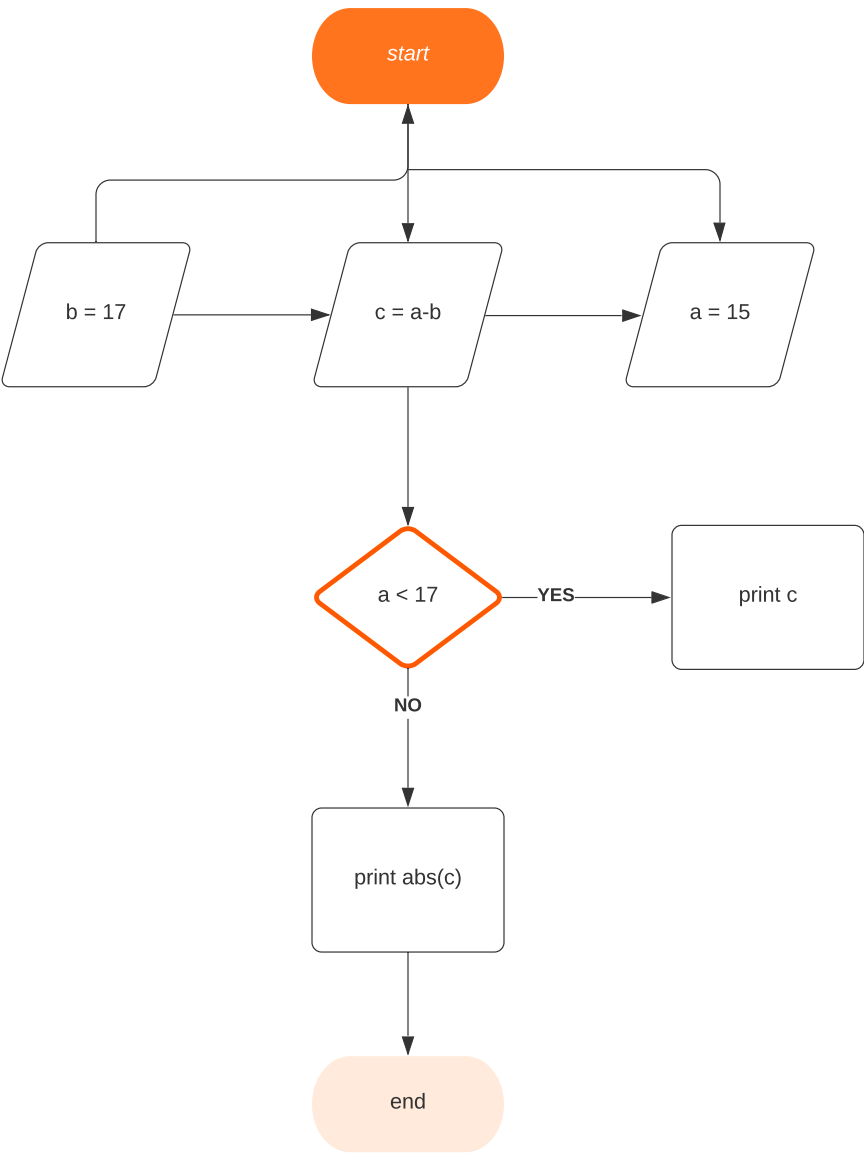 start
b = 17
c = a-b
a = 15
a < 17
YES
print c
NO
print abs(c)
end